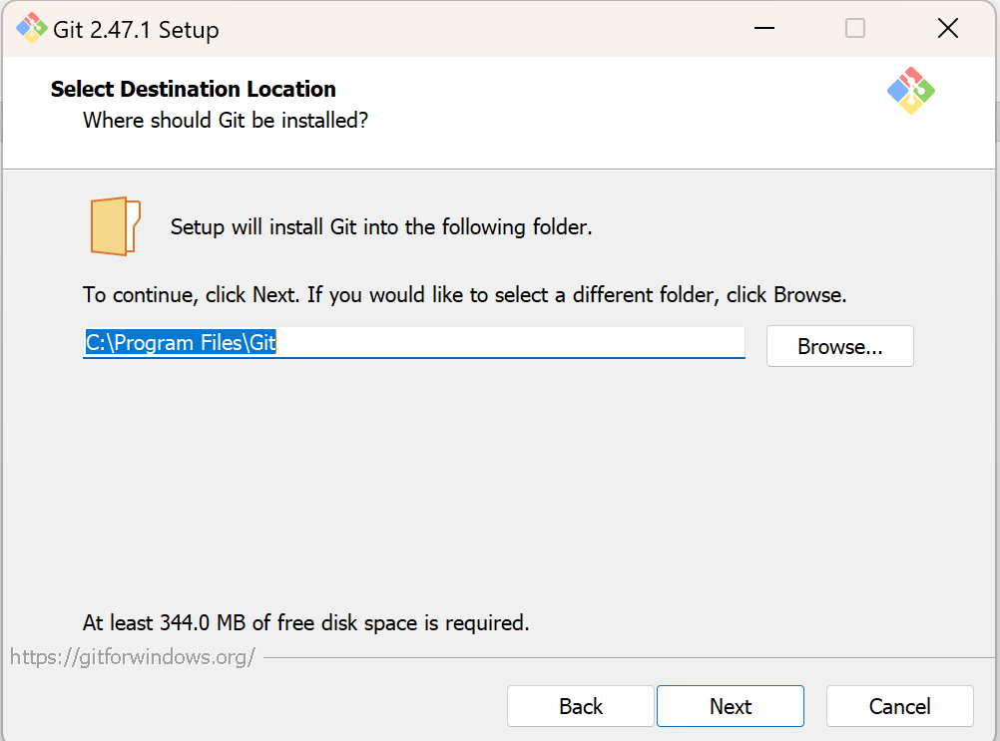 Git 2.47.1 Setup
Select Destination Location
Where should Git be installed?
Setup will install Git into the following folder.
To continue, click Next. If you would like to select a different folder, click Browse.
C:\Program Files\Git
Browse...
At least 344.0 MB of free disk space is required.
https://gitforwindows.org/
Back
Next
Cancel